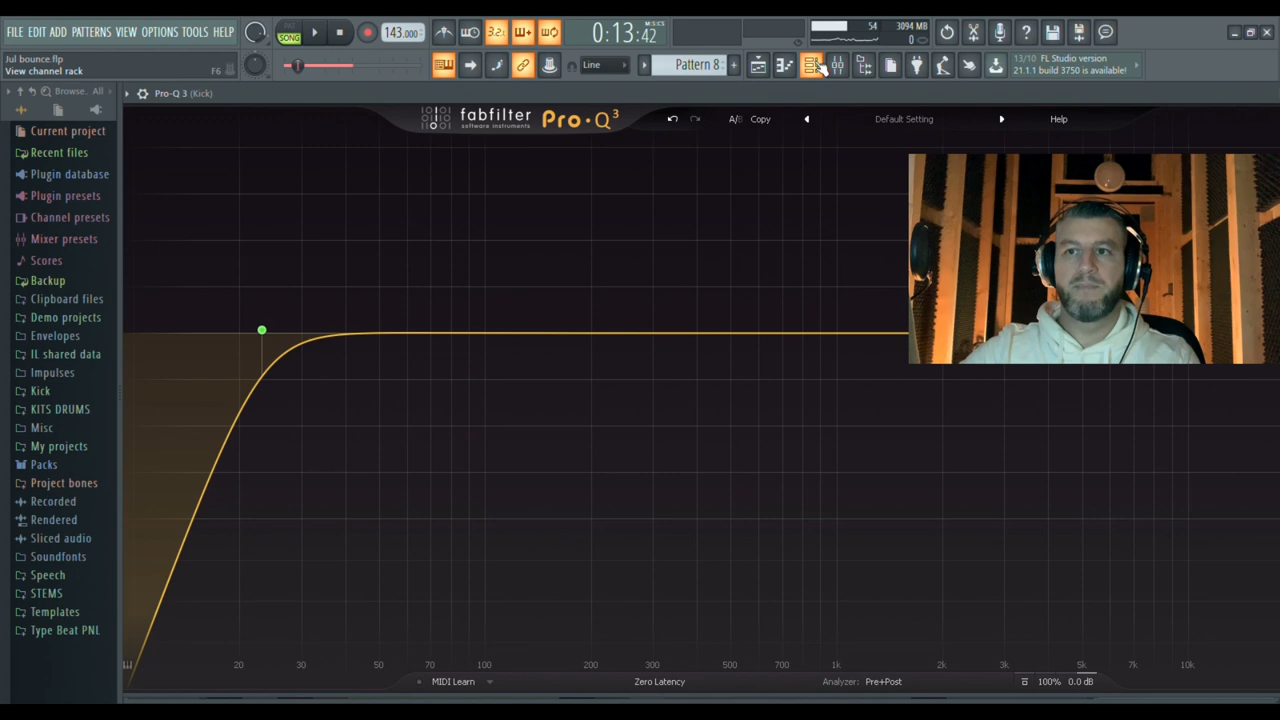 FILE EDIT ADD PATTERNS VIEW OPTIONS TOOLS HELP
PAT
SONG
143.000
3.2
0:13:42
M:S:CS
54
3094 MB
0
Jul bounce.flp
View channel rack
F6
Line
Pattern 8
13/10 FL Studio version
21.1.1 build 3750 is available!
Browse..
All
Pro-Q 3 (Kick)
Current project
Recent files
Plugin database
Plugin presets
Channel presets
Mixer presets
Scores
Backup
Clipboard files
Demo projects
Envelopes
IL shared data
Impulses
Kick
KITS DRUMS
Misc
My projects
Packs
Project bones
Recorded
Rendered
Sliced audio
Soundfonts
Speech
STEMS
Templates
Type Beat PNL
fabfilter
software instruments
Pro·Q³
A/B Copy
Default Setting
Help
20 30 50 70 100 200 300 500 700 1k 2k 3k 5k 7k 10k
MIDI Learn
Zero Latency
Analyzer: Pre+Post
100%
0.0 dB